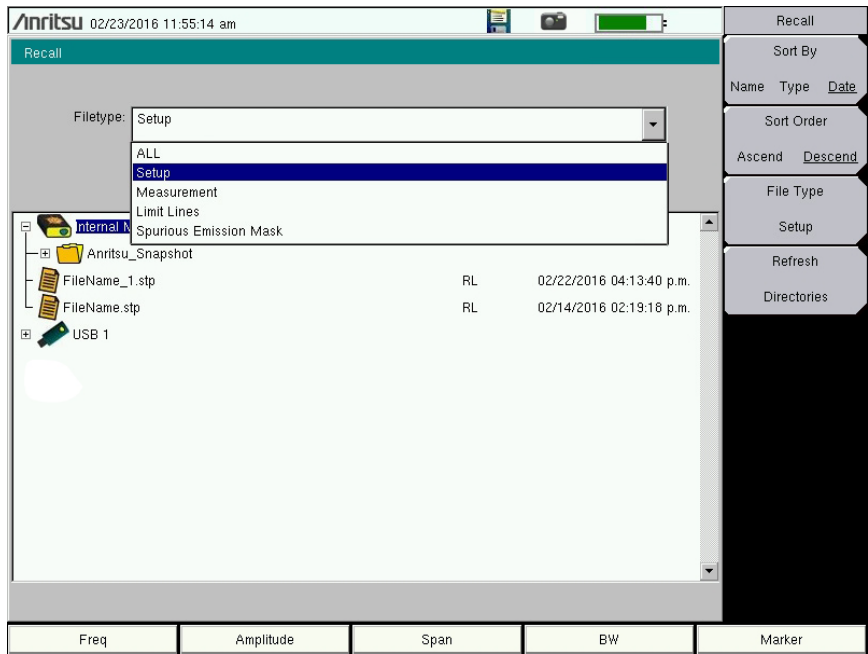 Anritsu 02/23/2016 11:55:14 am
Recall
Filetype: Setup
ALL
Setup
Measurement
Limit Lines
Spurious Emission Mask
Internal M
Anritsu_Snapshot
FileName_1.stp RL 02/22/2016 04:13:40 p.m.
FileName.stp RL 02/14/2016 02:19:18 p.m.
USB 1
Recall
Sort By
Name Type Date
Sort Order
Ascend Descend
File Type
Setup
Refresh
Directories
Freq Amplitude Span BW Marker